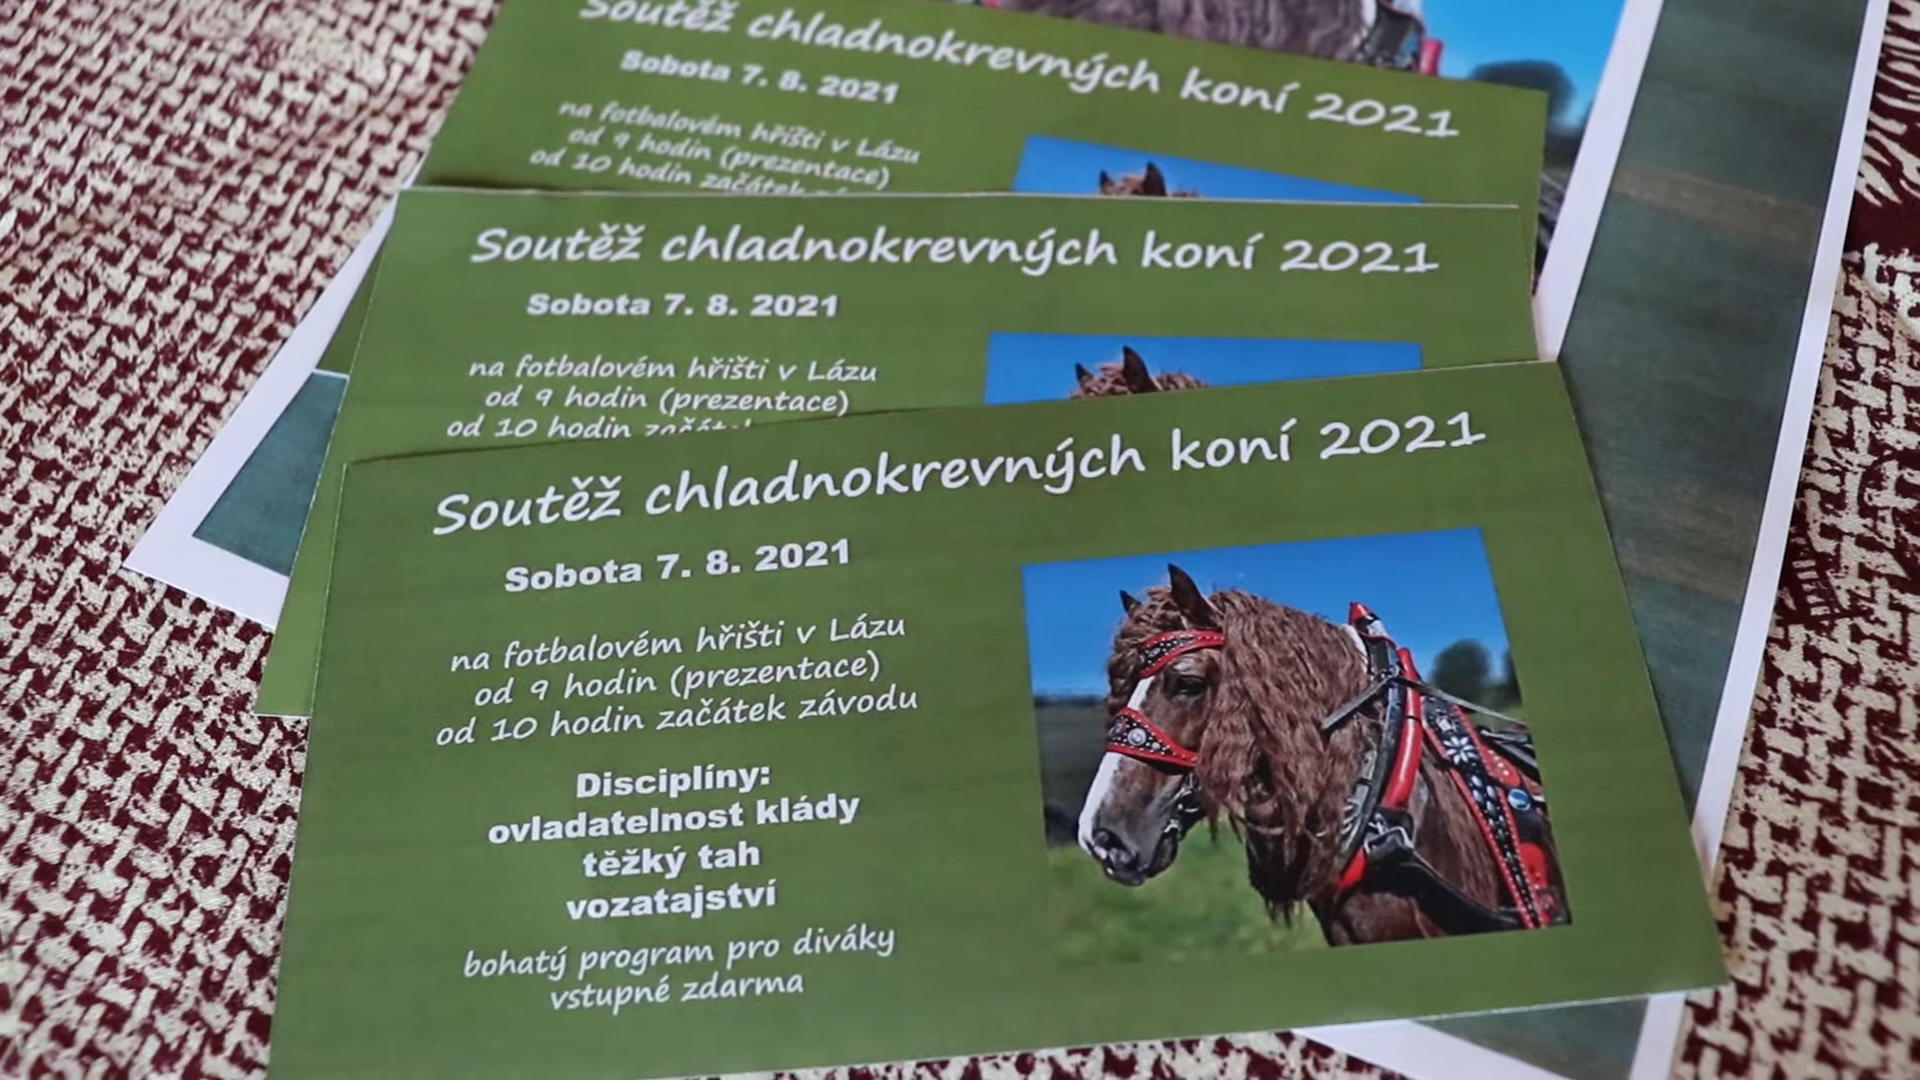 Soutěž chladnokrevných koní 2021
Sobota 7. 8. 2021
na fotbalovém hřišti v Lázu
od 9 hodin (prezentace)
od 10 hodin začátek
Soutěž chladnokrevných koní 2021
Sobota 7. 8. 2021
na fotbalovém hřišti v Lázu
od 9 hodin (prezentace)
od 10 hodin
Soutěž chladnokrevných koní 2021
Sobota 7. 8. 2021
na fotbalovém hřišti v Lázu
od 9 hodin (prezentace)
od 10 hodin začátek závodu
Disciplíny:
ovladatelnost klády
těžký tah
vozatajství
bohatý program pro diváky
vstupné zdarma